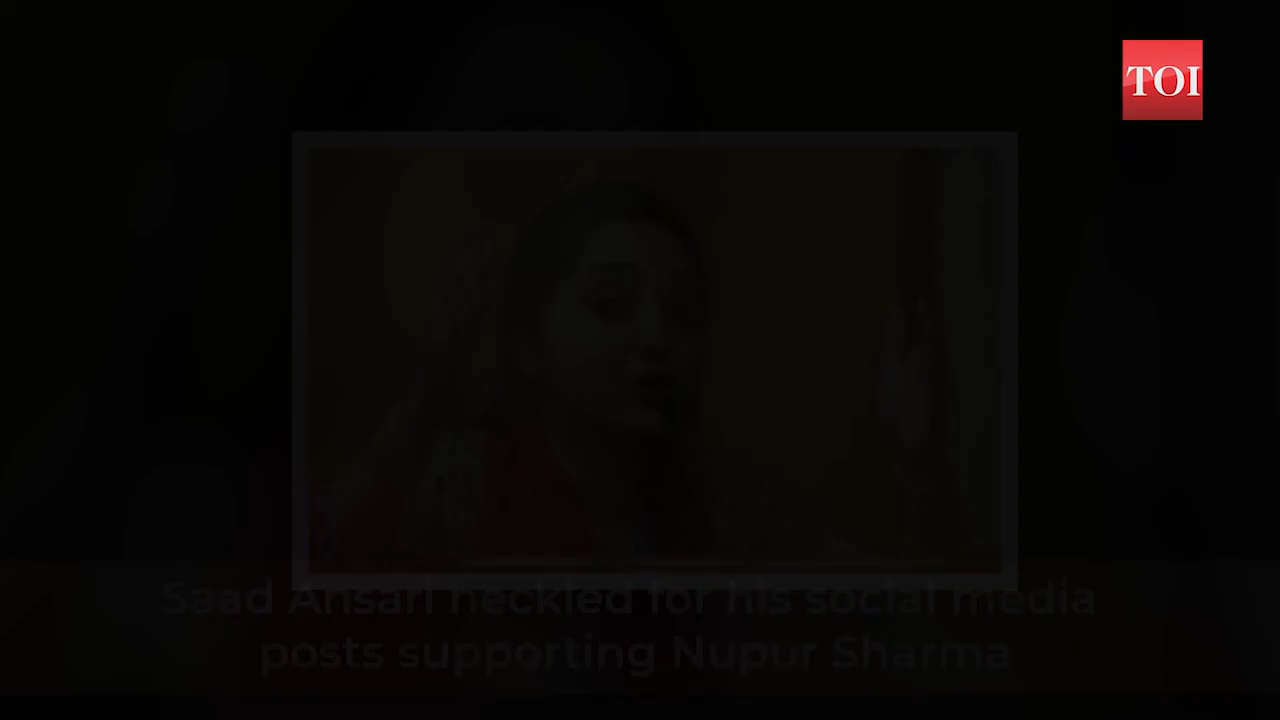 TOI
Saad Ansari heckled for his social media
posts supporting Nupur Sharma